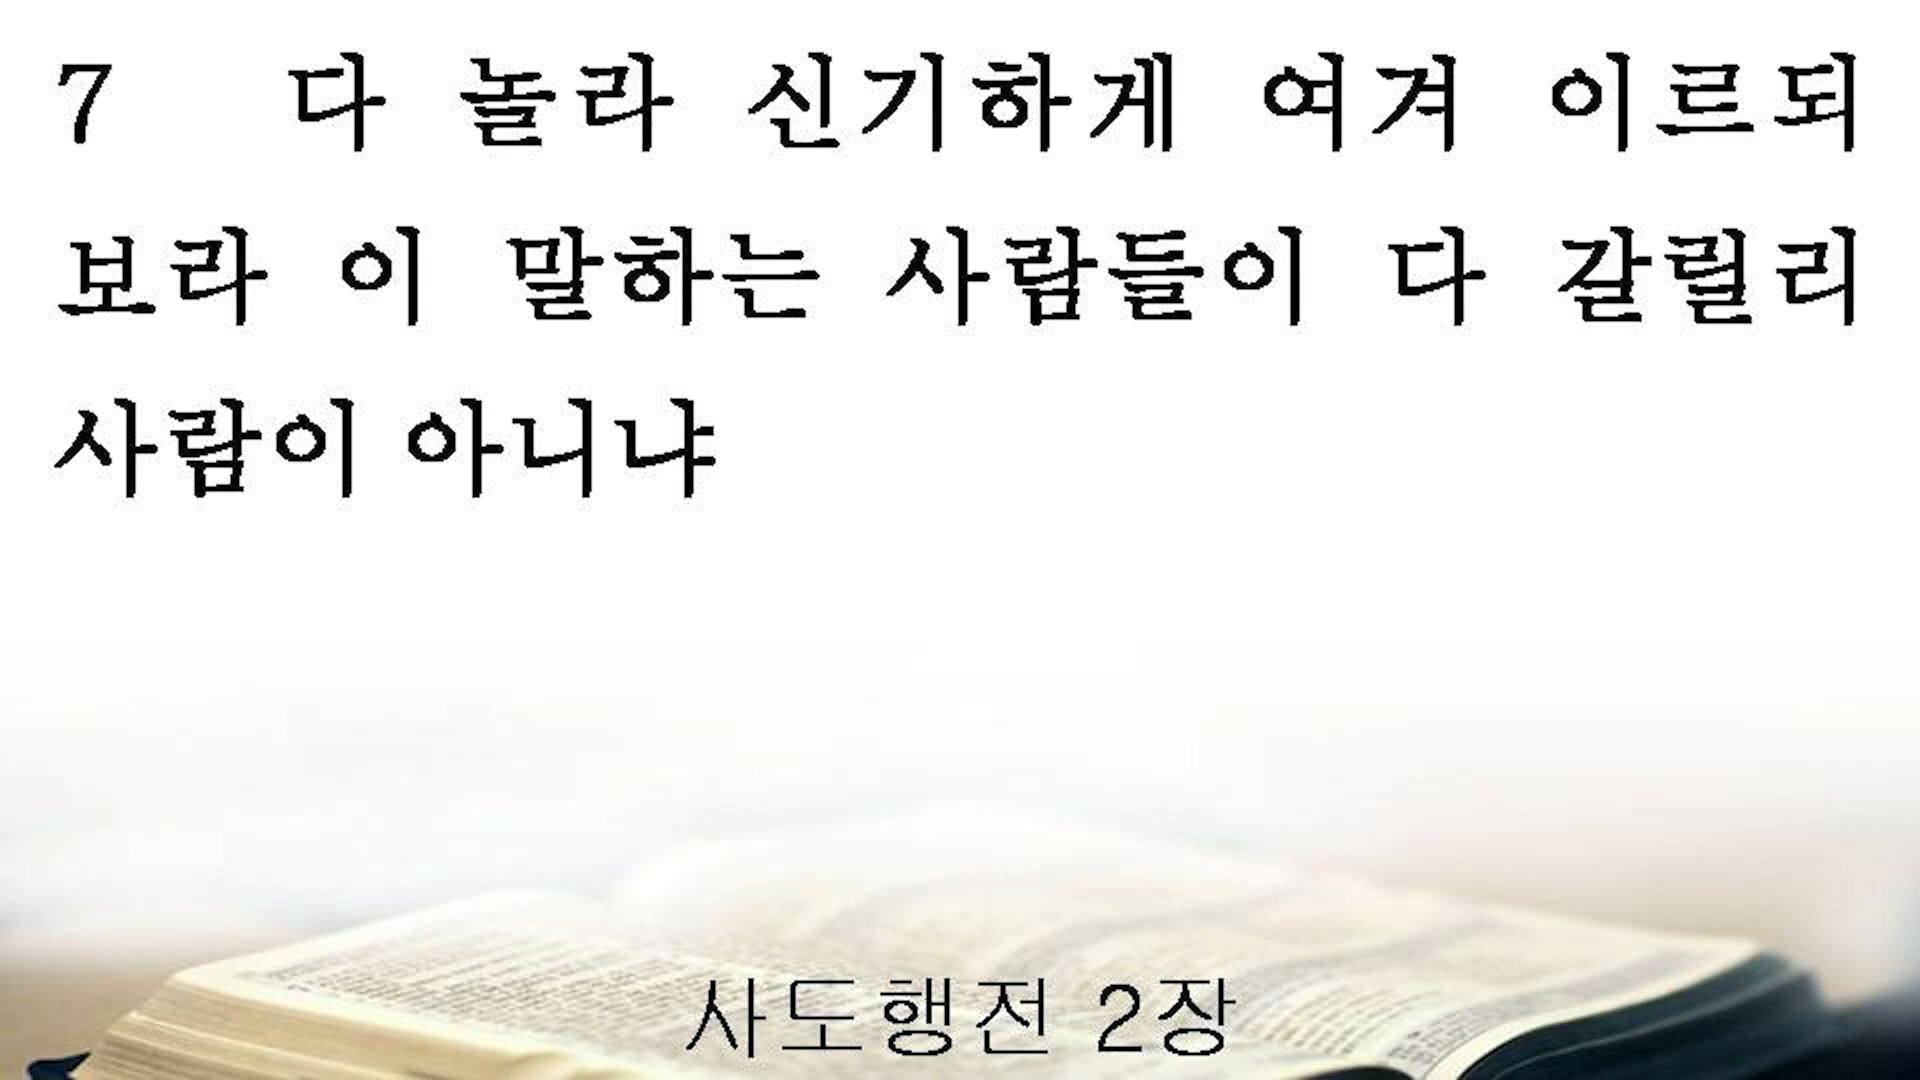 7 다 놀라 신기하게 여겨 이르되
보라 이 말하는 사람들이 다 갈릴리
사람이 아니냐
사도행전 2장